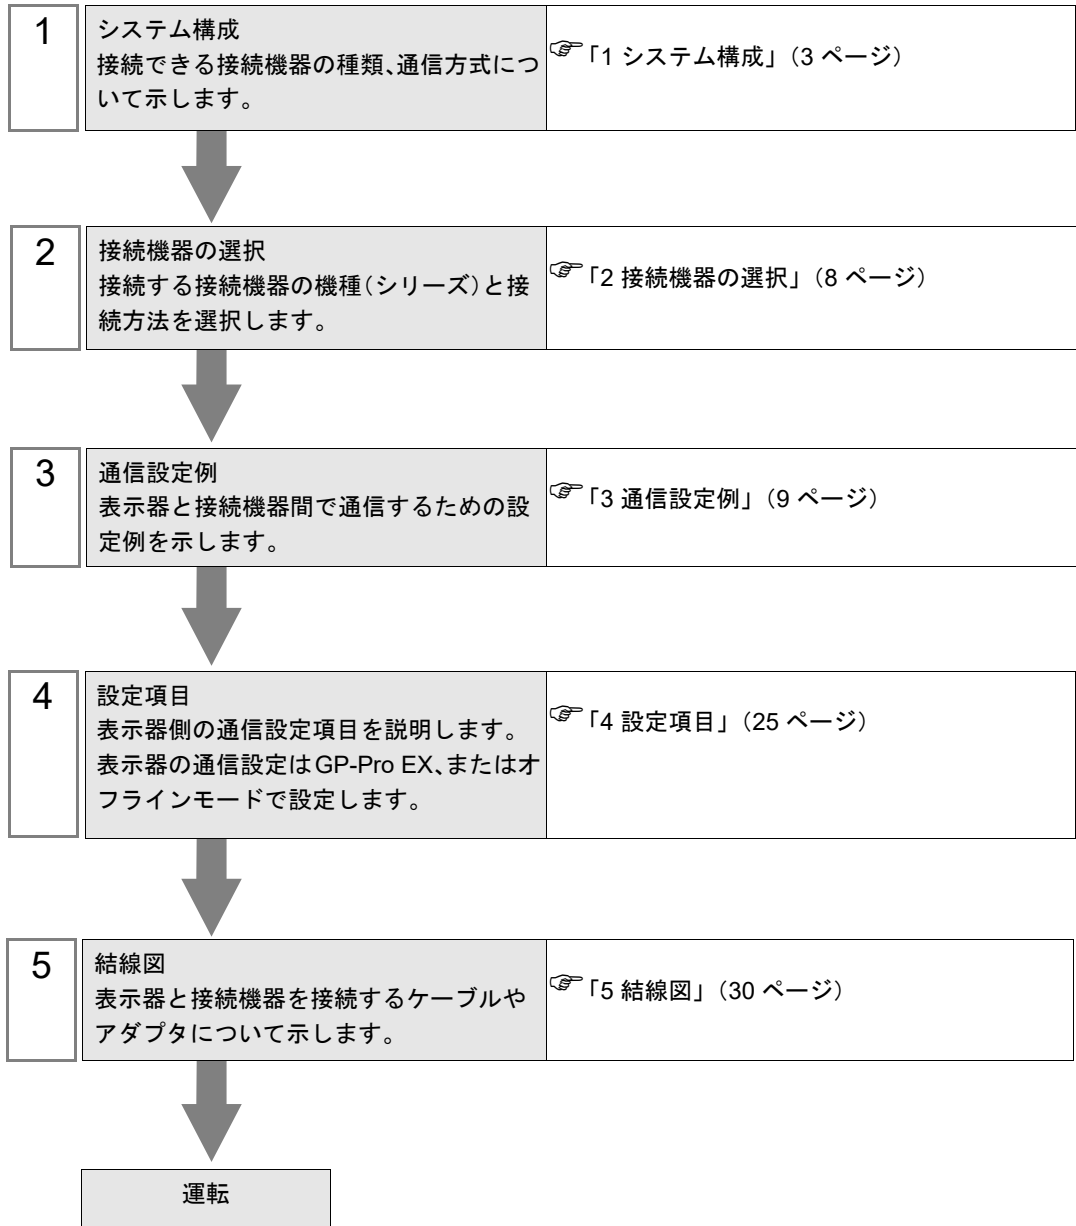 1
システム構成
接続できる接続機器の種類、通信方式につ
いて示します。
☞「1 システム構成」（3 ページ）
2
接続機器の選択
接続する接続機器の機種（シリーズ）と接
続方法を選択します。
☞「2 接続機器の選択」（8 ページ）
3
通信設定例
表示器と接続機器間で通信するための設
定例を示します。
☞「3 通信設定例」（9 ページ）
4
設定項目
表示器側の通信設定項目を説明します。
表示器の通信設定はGP-Pro EX、またはオ
フラインモードで設定します。
☞「4 設定項目」（25 ページ）
5
結線図
表示器と接続機器を接続するケーブルや
アダプタについて示します。
☞「5 結線図」（30 ページ）
運転